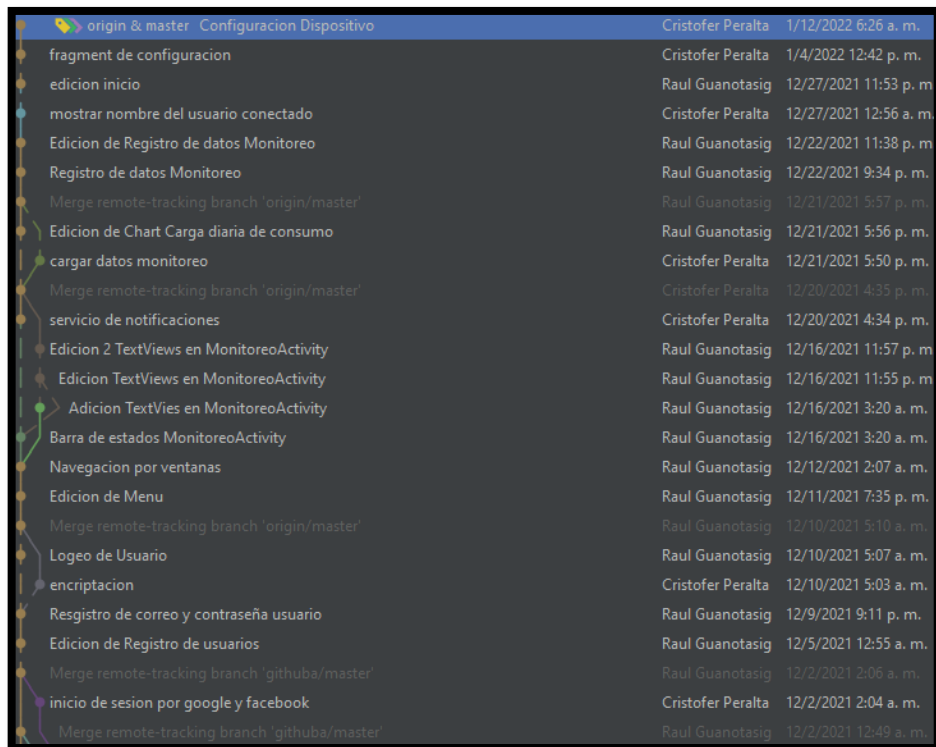 origin & master Configuracion Dispositivo Cristofer Peralta 1/12/2022 6:26 a. m.
fragment de configuracion Cristofer Peralta 1/4/2022 12:42 p. m.
edicion inicio Raul Guanotasig 12/27/2021 11:53 p. m
mostrar nombre del usuario conectado Cristofer Peralta 12/27/2021 12:56 a. m.
Edicion de Registro de datos Monitoreo Raul Guanotasig 12/22/2021 11:38 p. m
Registro de datos Monitoreo Raul Guanotasig 12/22/2021 9:34 p. m.
Merge remote-tracking branch 'origin/master' Raul Guanotasig 12/21/2021 5:57 p. m.
Edicion de Chart Carga diaria de consumo Raul Guanotasig 12/21/2021 5:56 p. m.
cargar datos monitoreo Cristofer Peralta 12/21/2021 5:50 p. m.
Merge remote-tracking branch 'origin/master' Cristofer Peralta 12/20/2021 4:35 p. m.
servicio de notificaciones Cristofer Peralta 12/20/2021 4:34 p. m.
Edicion 2 TextViews en MonitoreoActivity Raul Guanotasig 12/16/2021 11:57 p. m
Edicion TextViews en MonitoreoActivity Raul Guanotasig 12/16/2021 11:55 p. m
Adicion TextVies en MonitoreoActivity Raul Guanotasig 12/16/2021 3:20 a. m.
Barra de estados MonitoreoActivity Raul Guanotasig 12/16/2021 3:20 a. m.
Navegacion por ventanas Raul Guanotasig 12/12/2021 2:07 a. m.
Edicion de Menu Raul Guanotasig 12/11/2021 7:35 p. m.
Merge remote-tracking branch 'origin/master' Raul Guanotasig 12/10/2021 5:10 a. m.
Logeo de Usuario Raul Guanotasig 12/10/2021 5:07 a. m.
encriptacion Cristofer Peralta 12/10/2021 5:03 a. m.
Resgistro de correo y contraseña usuario Raul Guanotasig 12/9/2021 9:11 p. m.
Edicion de Registro de usuarios Raul Guanotasig 12/5/2021 12:55 a. m.
Merge remote-tracking branch 'githuba/master' Raul Guanotasig 12/2/2021 2:06 a. m.
inicio de sesion por google y facebook Cristofer Peralta 12/2/2021 2:04 a. m.
Merge remote-tracking branch 'githuba/master' Raul Guanotasig 12/2/2021 12:49 a. m.